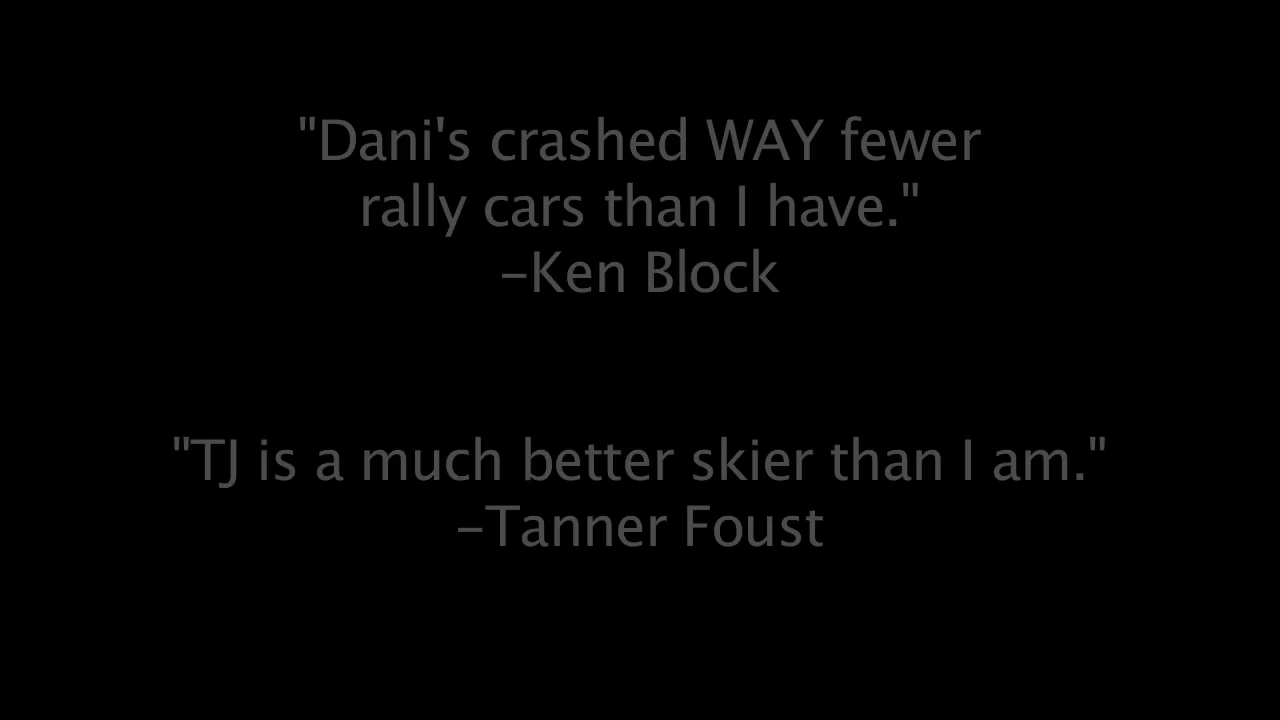 "Dani's crashed WAY fewer
rally cars than I have."
–Ken Block
"TJ is a much better skier than I am."
–Tanner Foust